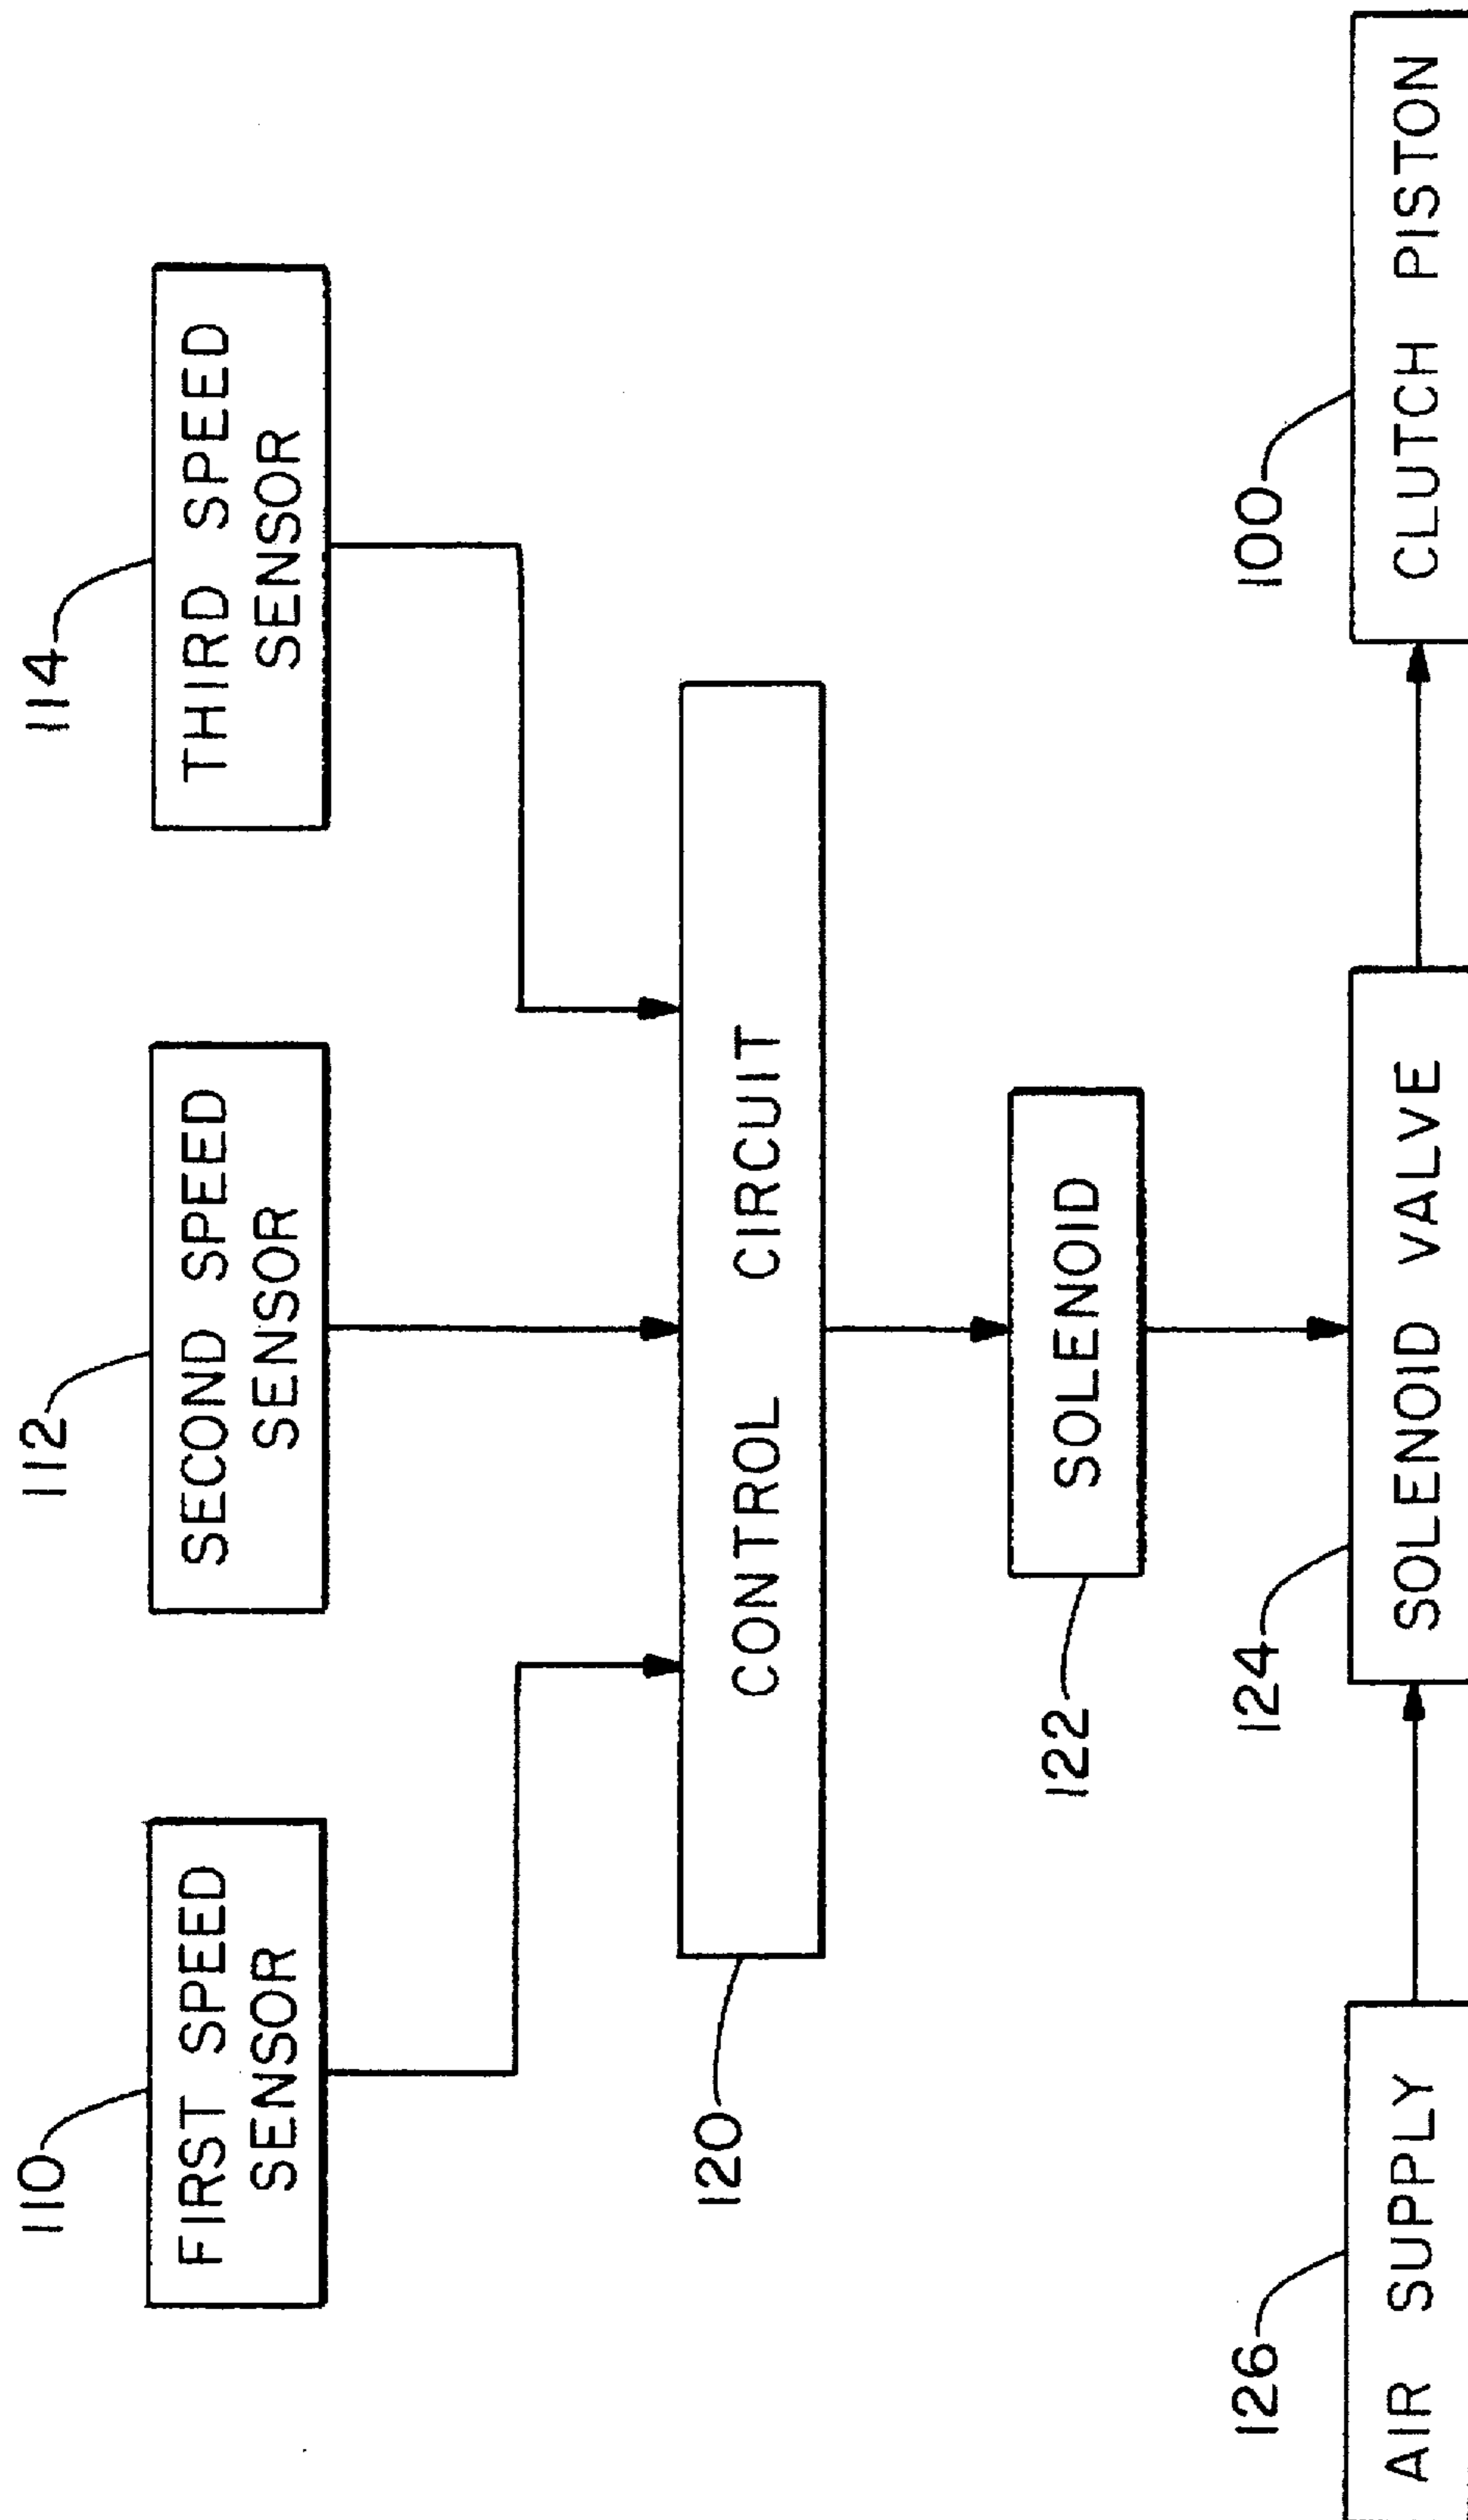 110
FIRST SPEED
SENSOR
112
SECOND SPEED
SENSOR
114
THIRD SPEED
SENSOR
120
CONTROL CIRCUIT
122
SOLENOID
126
AIR SUPPLY
124
SOLENOID VALVE
100
CLUTCH PISTON